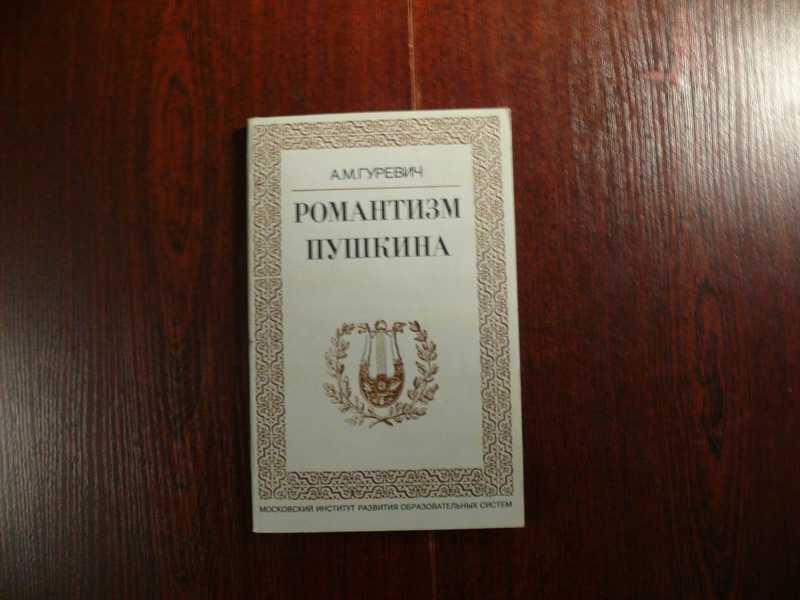 А.М.ГУРЕВИЧ
РОМАНТИЗМ
ПУШКИНА
МОСКОВСКИЙ ИНСТИТУТ РАЗВИТИЯ ОБРАЗОВАТЕЛЬНЫХ СИСТЕМ